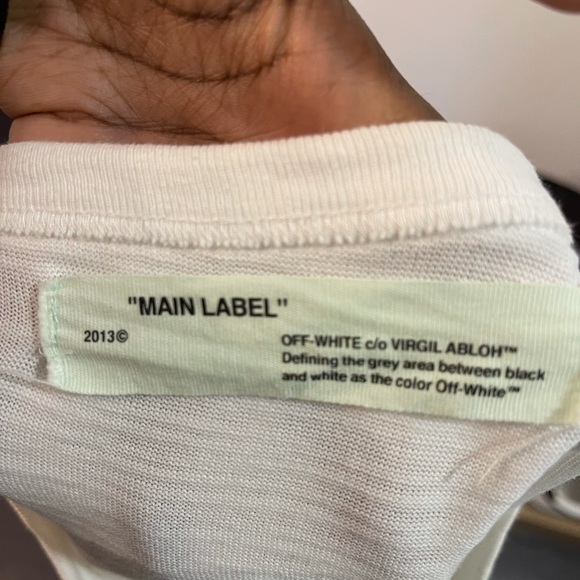 "MAIN LABEL"
2013©
OFF-WHITE c/o VIRGIL ABLOH™
Defining the grey area between black
and white as the color Off-White™